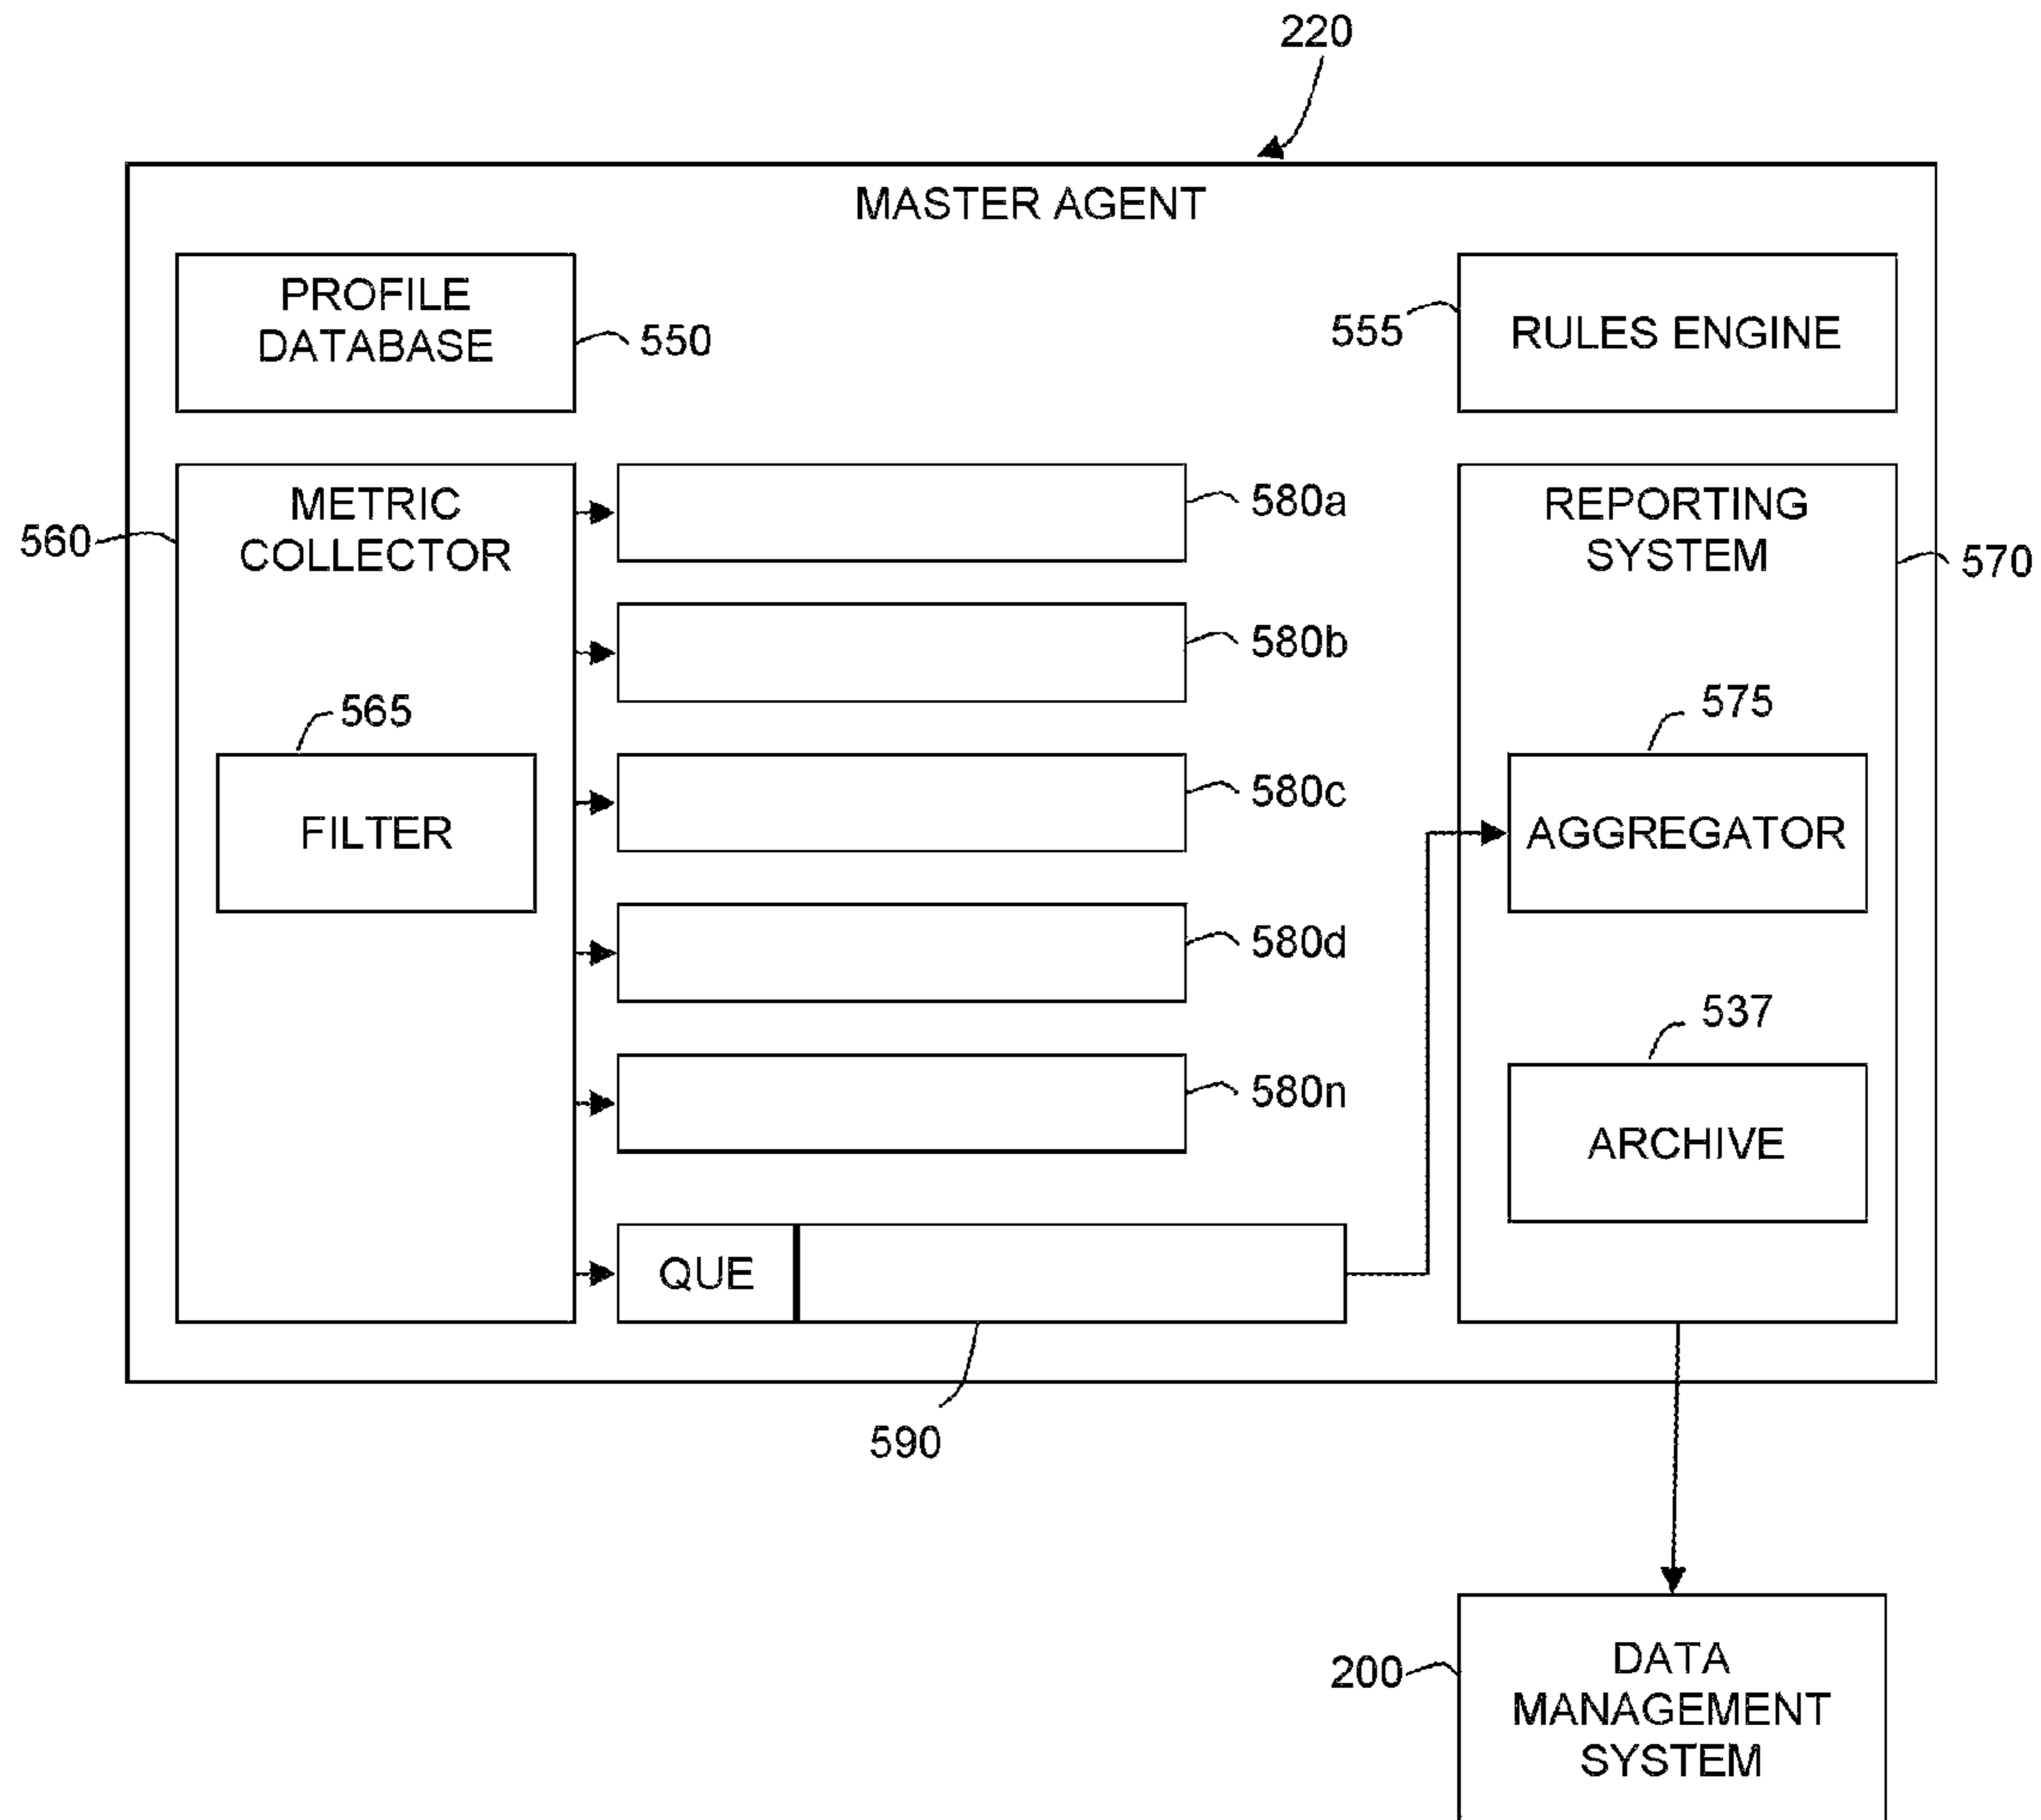 220
MASTER AGENT
PROFILE
DATABASE
550
555
RULES ENGINE
560
METRIC
COLLECTOR
565
FILTER
580a
580b
580c
580d
580n
QUE
590
REPORTING
SYSTEM
570
575
AGGREGATOR
537
ARCHIVE
200
DATA
MANAGEMENT
SYSTEM